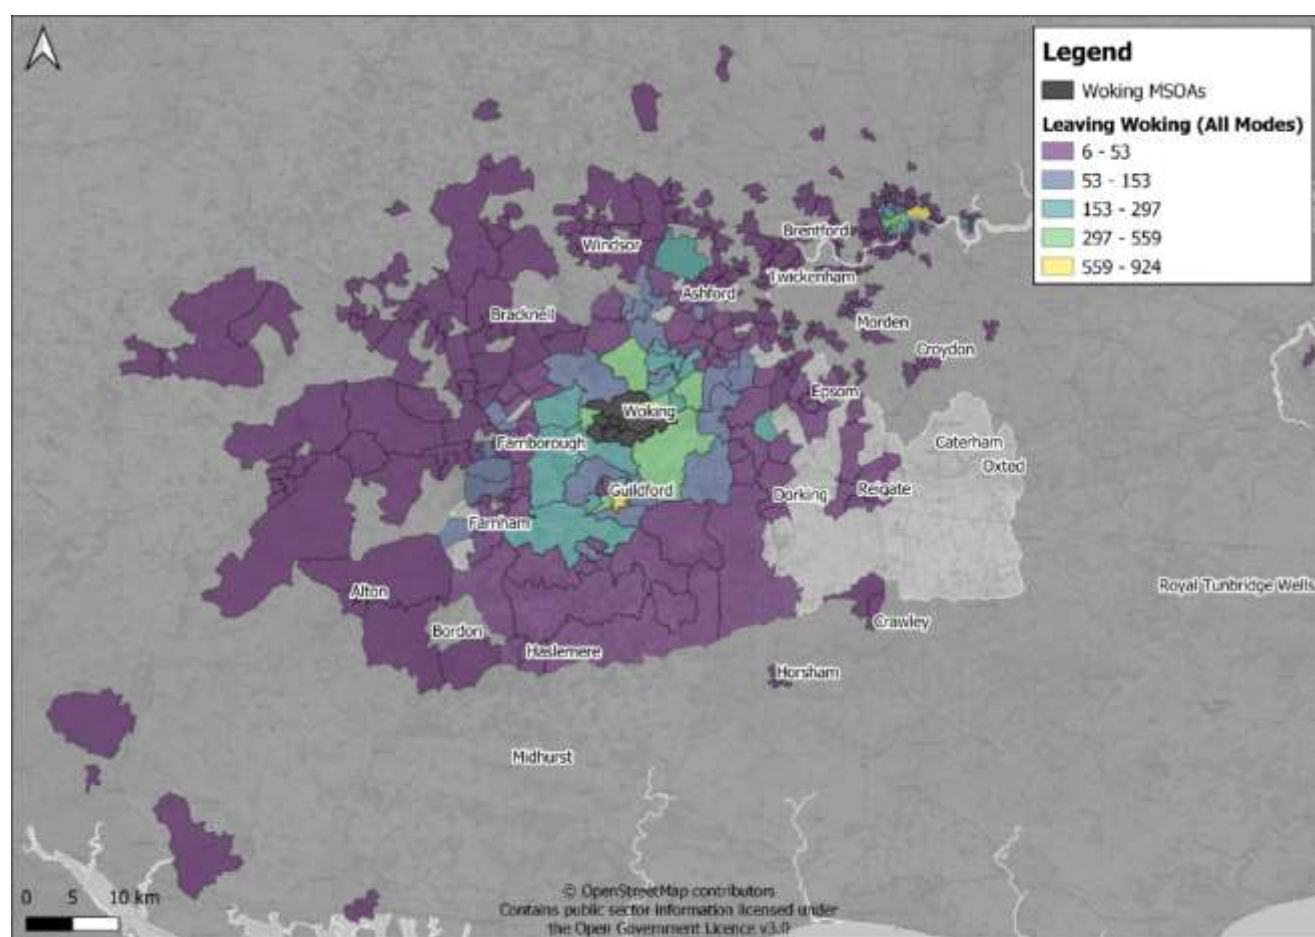 Legend
Woking MSOAs
Leaving Woking (All Modes)
6 - 53
53 - 153
153 - 297
297 - 559
559 - 924
Brentford
Windsor
Twickenham
Ashford
Bracknell
Morden
Croydon
Epsom
Woking
Farnborough
Caterham
Oxted
Guildford
Dorking
Reigate
Farnham
Alton
Royal Tunbridge Wells
Crawley
Bordon
Haslemere
Horsham
Midhurst
0 5 10 km
© OpenStreetMap contributors
Contains public sector information licensed under
the Open Government Licence v3.0